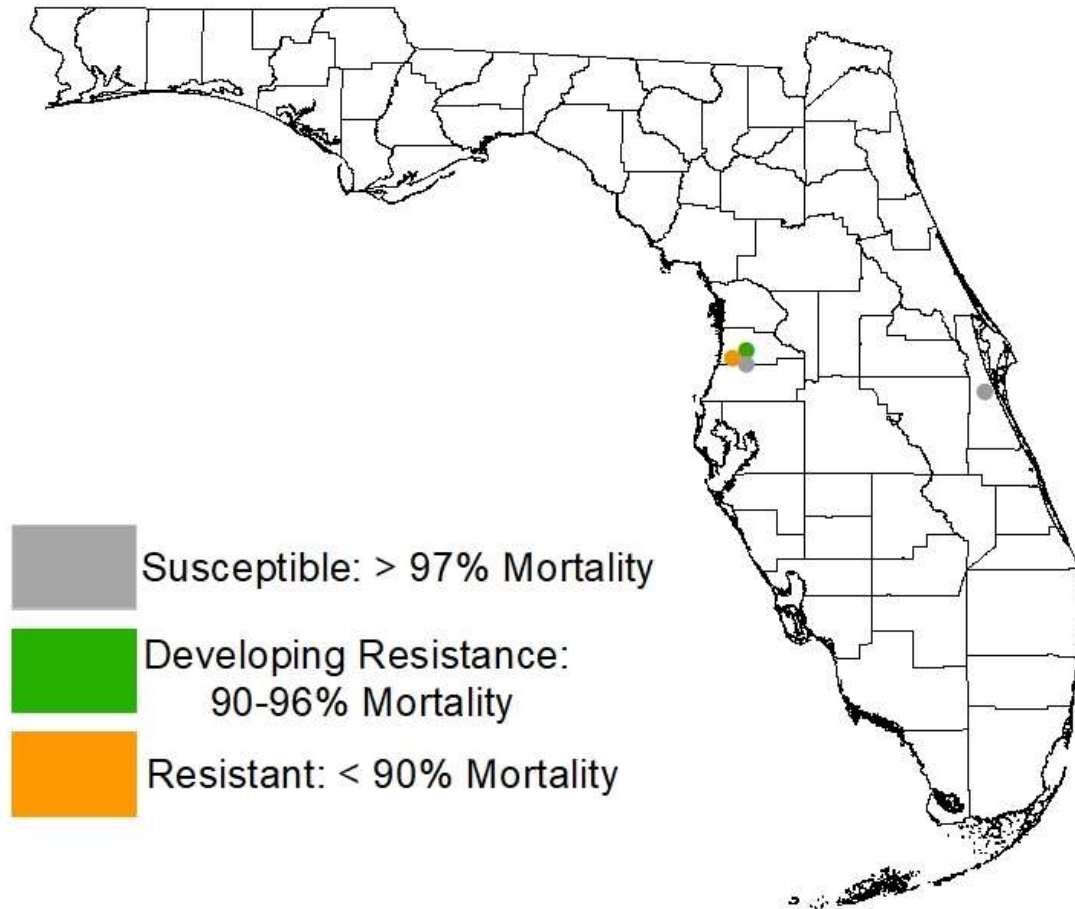 Susceptible: > 97% Mortality
Developing Resistance:
90-96% Mortality
Resistant: < 90% Mortality